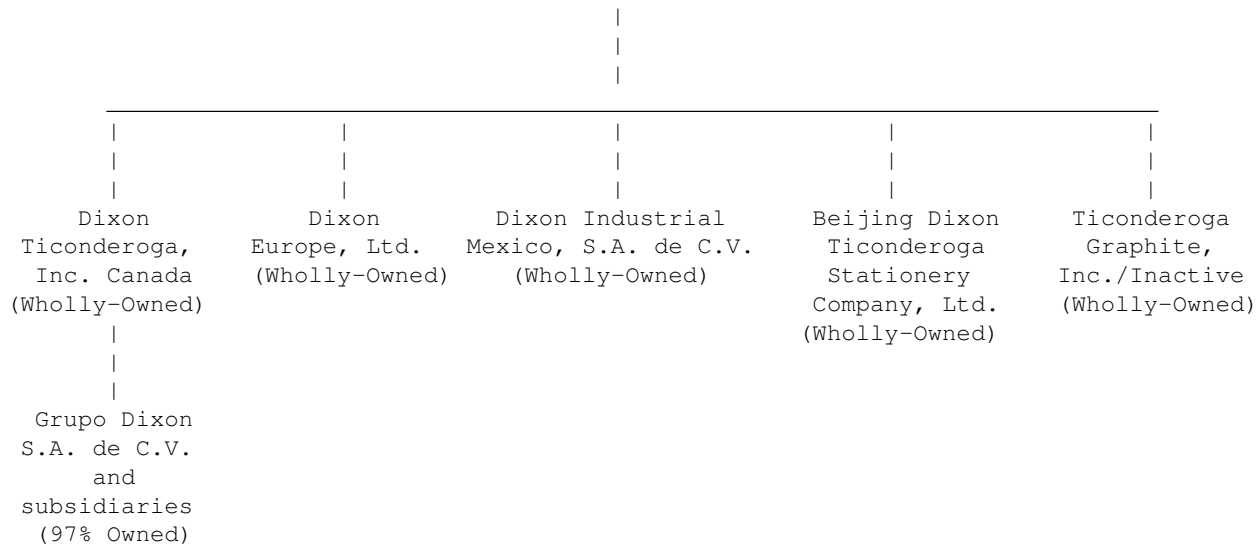 Dixon Ticonderoga, Inc. Canada (Wholly-Owned)
Dixon Europe, Ltd. (Wholly-Owned)
Dixon Industrial Mexico, S.A. de C.V. (Wholly-Owned)
Beijing Dixon Ticonderoga Stationery Company, Ltd. (Wholly-Owned)
Ticonderoga Graphite, Inc./Inactive (Wholly-Owned)
Grupo Dixon
S.A. de C.V.
and
subsidiaries
(97% Owned)